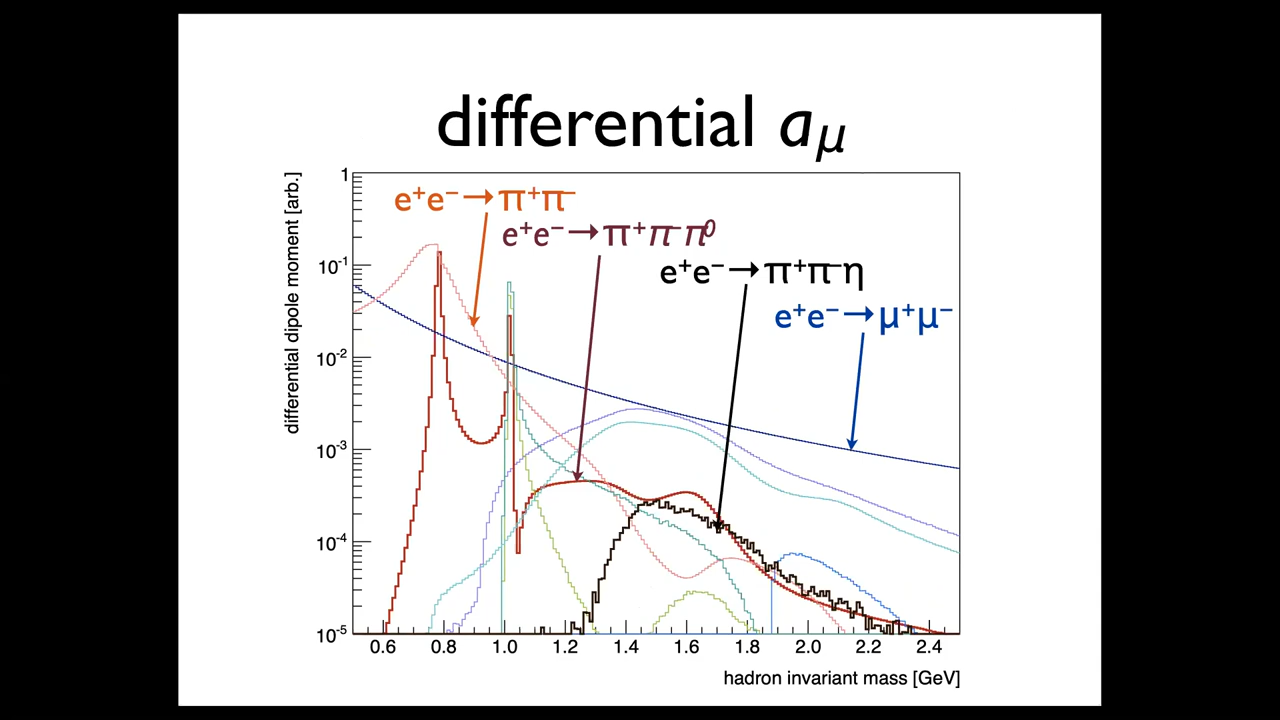 differential aμ
differential dipole moment [arb.]
e⁺e⁻→π⁺π⁻
e⁺e⁻→π⁺π⁻π⁰
e⁺e⁻→π⁺π⁻η
e⁺e⁻→μ⁺μ⁻
1
10⁻¹
10⁻²
10⁻³
10⁻⁴
10⁻⁵
0.6 0.8 1.0 1.2 1.4 1.6 1.8 2.0 2.2 2.4
hadron invariant mass [GeV]